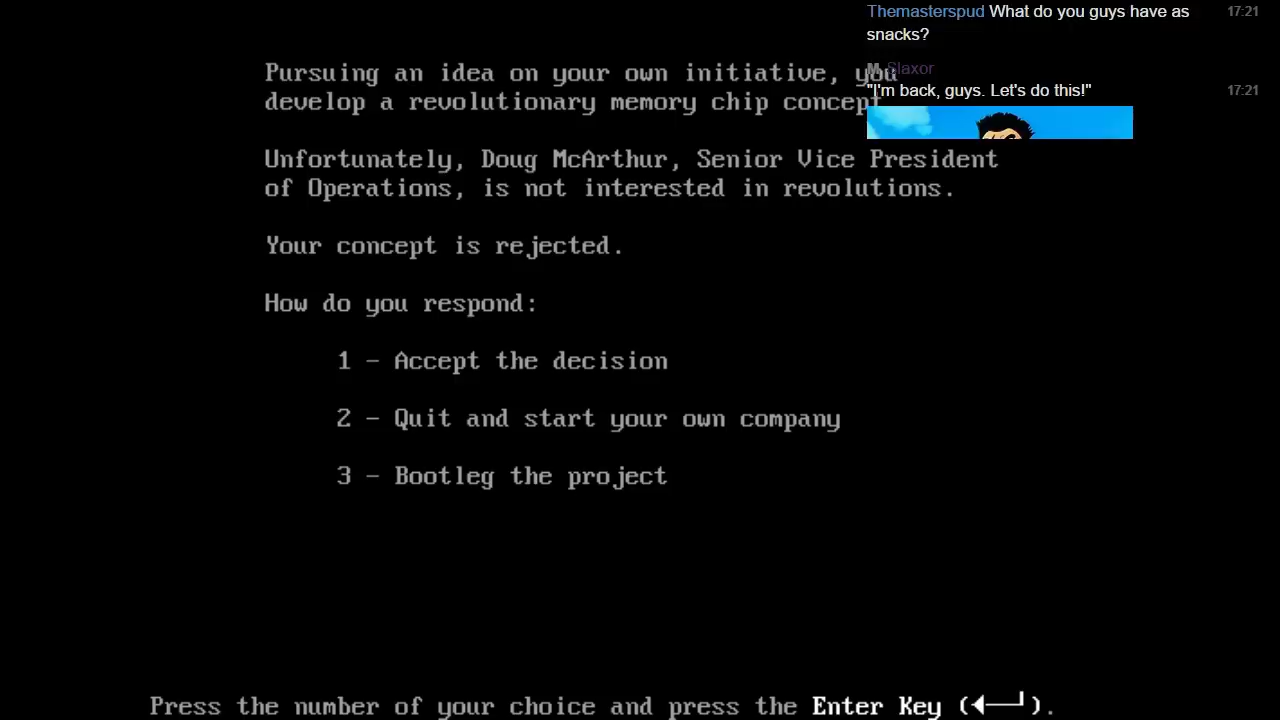 Themasterspud What do you guys have as 17:21
snacks?
Slaxor
"I'm back, guys. Let's do this!" 17:21
Pursuing an idea on your own initiative, you
develop a revolutionary memory chip concept
Unfortunately, Doug McArthur, Senior Vice President
of Operations, is not interested in revolutions.
Your concept is rejected.
How do you respond:
1 - Accept the decision
2 - Quit and start your own company
3 - Bootleg the project
Press the number of your choice and press the Enter Key (◄─┘).